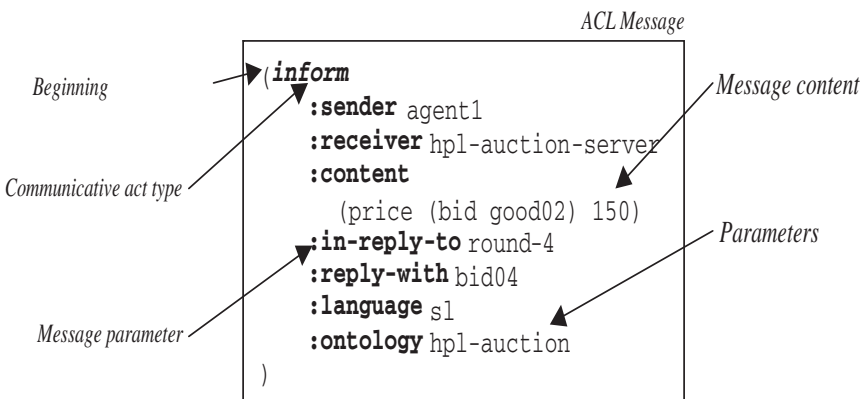 ACL Message
Beginning
(inform
:sender agent1
Message content
:receiver hpl-auction-server
:content
Communicative act type
(price (bid good02) 150)
:in-reply-to round-4
Parameters
:reply-with bid04
:language sl
Message parameter
:ontology hpl-auction
)